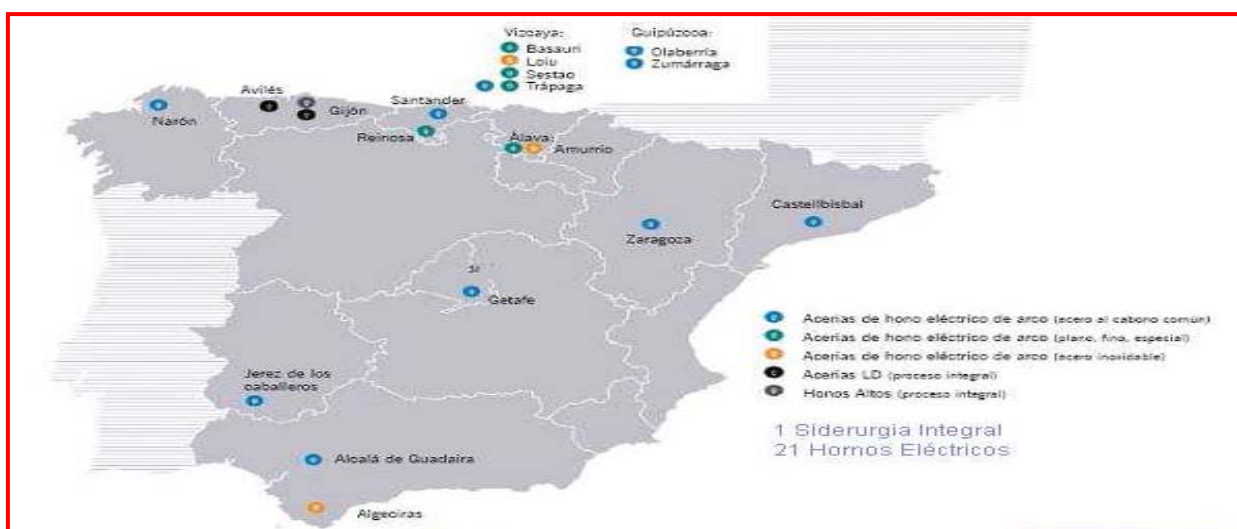 Vizcaya:
Basauri
Loiu
Sestao
Trápaga
Guipúzcoa:
Olaberría
Zumárraga
Avilés
Gijón
Santander
Narón
Reinosa
Álava:
Amurrio
Castellbisbal
Zaragoza
Getafe
Jerez de los
caballeros
Alcalá de Guadaira
Algeciras
Acerías de hono eléctrico de arco (acero al cabono común)
Acerías de hono eléctrico de arco (plano, fino, especial)
Acerías de hono eléctrico de arco (acero inoxidable)
Acerías LD (proceso integral)
Honos Altos (proceso integral)
1 Siderurgia Integral
21 Hornos Eléctricos